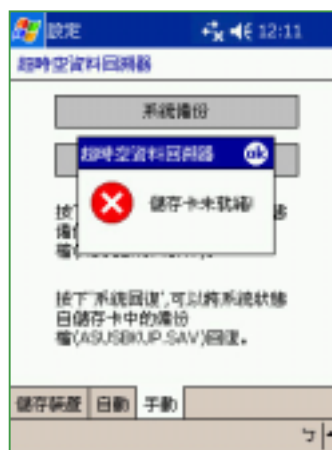 設定 12:11
超時空資料回溯器
系統備份
超時空資料回溯器 ok
儲存卡未就緒!
按下 態
備份
檔
按下'系統回復',可以將系統狀態
自儲存卡中的備份
檔(ASUSBKUP.SAV)回復。
儲存裝置 自動 手動
ㄅ